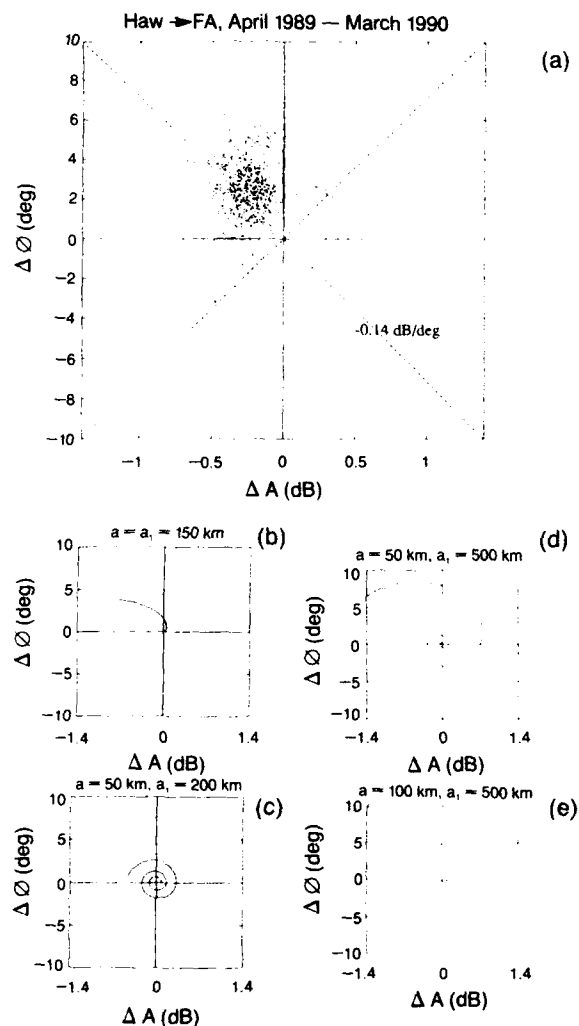 Haw →FA, April 1989 — March 1990
(a)
10
8
6
4
2
0
−2
−4
−6
−8
−10
Δ Ø (deg)
-0.14 dB/deg
−1
−0.5
0
0.5
1
Δ A (dB)
a = a₁ = 150 km
(b)
10
5
0
−5
−10
Δ Ø (deg)
−1.4
0
1.4
Δ A (dB)
a = 50 km, a₁ = 500 km
(d)
10
5
0
−5
−10
Δ Ø (deg)
−1.4
0
1.4
Δ A (dB)
a = 50 km, a₁ = 200 km
(c)
10
5
0
−5
−10
Δ Ø (deg)
−1.4
0
1.4
Δ A (dB)
a = 100 km, a₁ = 500 km
(e)
10
5
0
−5
−10
Δ Ø (deg)
−1.4
0
1.4
Δ A (dB)